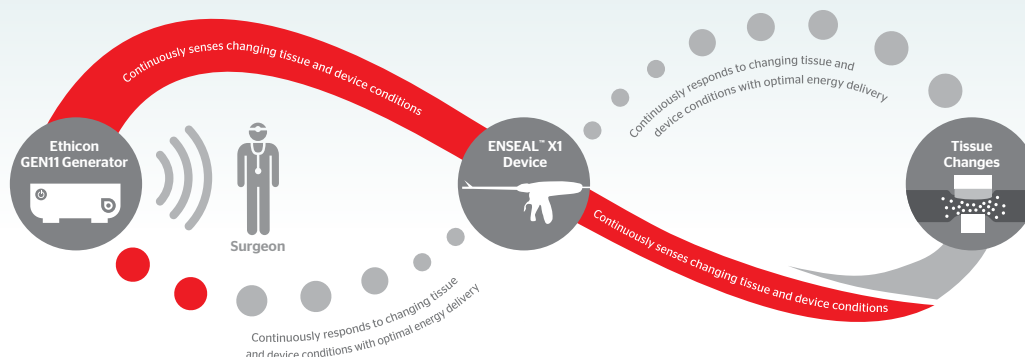 Continuously senses changing tissue and device conditions
Ethicon
GEN11 Generator
Surgeon
Continuously responds to changing tissue
and device conditions with optimal energy delivery
ENSEAL™ X1
Device
Continuously responds to changing tissue and
device conditions with optimal energy delivery
Continuously senses changing tissue and device conditions
Tissue
Changes